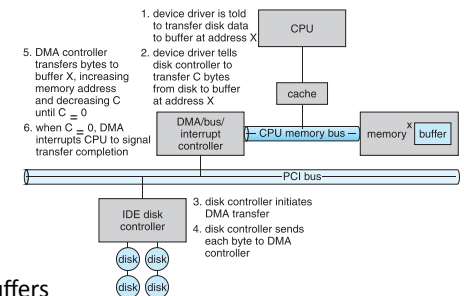 1. device driver is told
to transfer disk data
to buffer at address X
2. device driver tells
disk controller to
transfer C bytes
from disk to buffer
at address X
5. DMA controller
transfers bytes to
buffer X, increasing
memory address
and decreasing C
until C = 0
6. when C = 0, DMA
interrupts CPU to signal
transfer completion
CPU
cache
DMA/bus/
interrupt
controller
CPU memory bus
memory
x
buffer
PCI bus
IDE disk
controller
3. disk controller initiates
DMA transfer
4. disk controller sends
each byte to DMA
controller
disk disk
disk disk
uffers